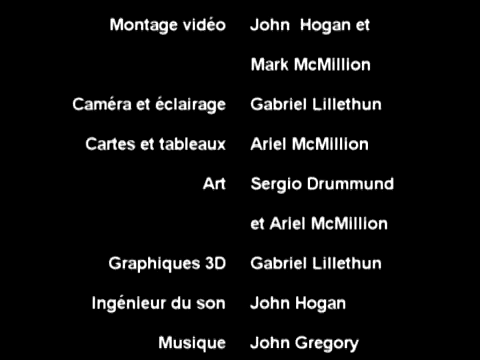 Montage vidéo John Hogan et
Mark McMillion
Caméra et éclairage Gabriel Lillethun
Cartes et tableaux Ariel McMillion
Art Sergio Drummund
et Ariel McMillion
Graphiques 3D Gabriel Lillethun
Ingénieur du son John Hogan
Musique John Gregory